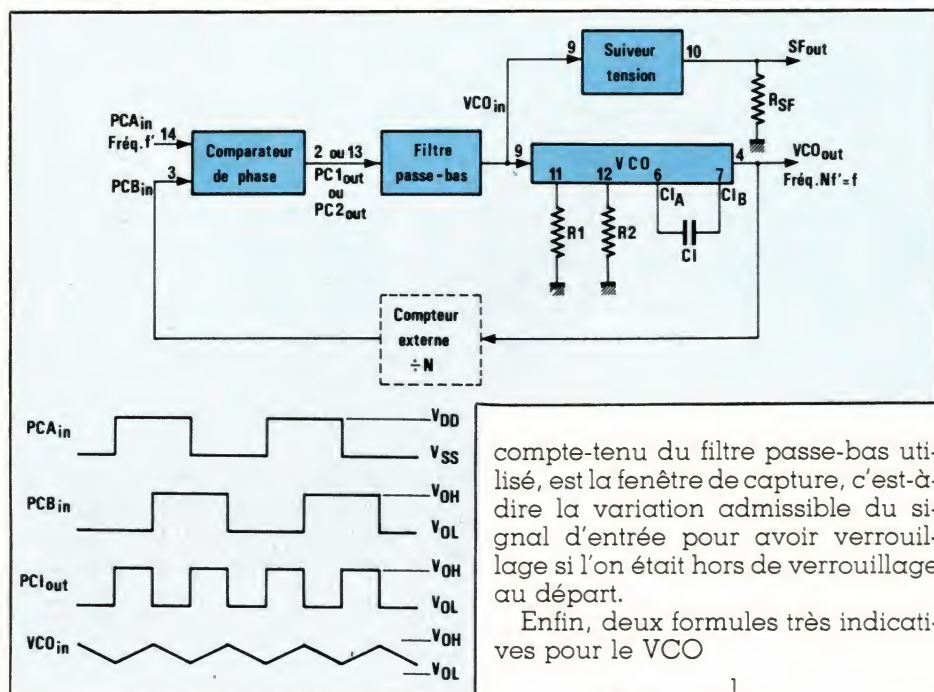 9
Suiveur
tension
10
SFout
RSF
VCOin
PCAin
Fréq.f'
14
3
PCBin
Comparateur
de phase
2 ou 13
PC1out
ou
PC2out
Filtre
passe-bas
9
VCO
4
VCOout
Fréq.Nf'=f
11
12
6
7
CIA
CIB
R1
R2
CI
Compteur
externe
÷N
PCAin
VDD
VSS
PCBin
VOH
VOL
PCIout
VOH
VOL
VCOin
VOH
VOL
compte-tenu du filtre passe-bas uti-
lisé, est la fenêtre de capture, c'est-à-
dire la variation admissible du si-
gnal d'entrée pour avoir verrouil-
lage si l'on était hors de verrouillage
au départ.
Enfin, deux formules très indicati-
ves pour le VCO
1